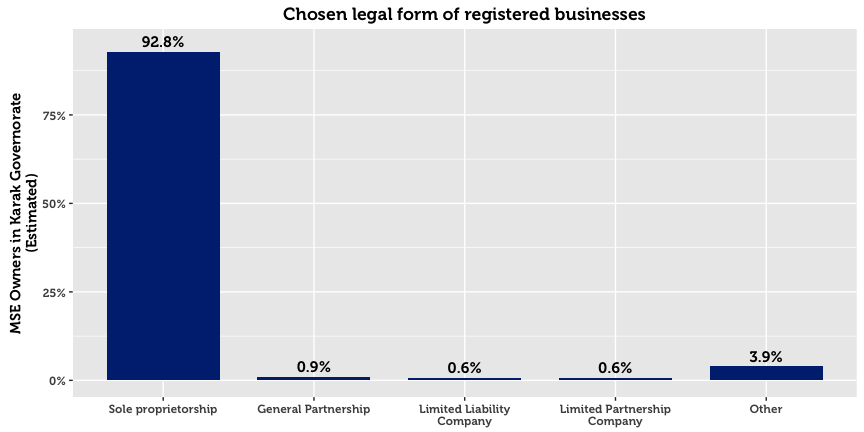 Chosen legal form of registered businesses
MSE Owners in Karak Governorate
(Estimated)
75%
50%
25%
0%
92.8%
0.9%
0.6%
0.6%
3.9%
Sole proprietorship
General Partnership
Limited Liability
Company
Limited Partnership
Company
Other